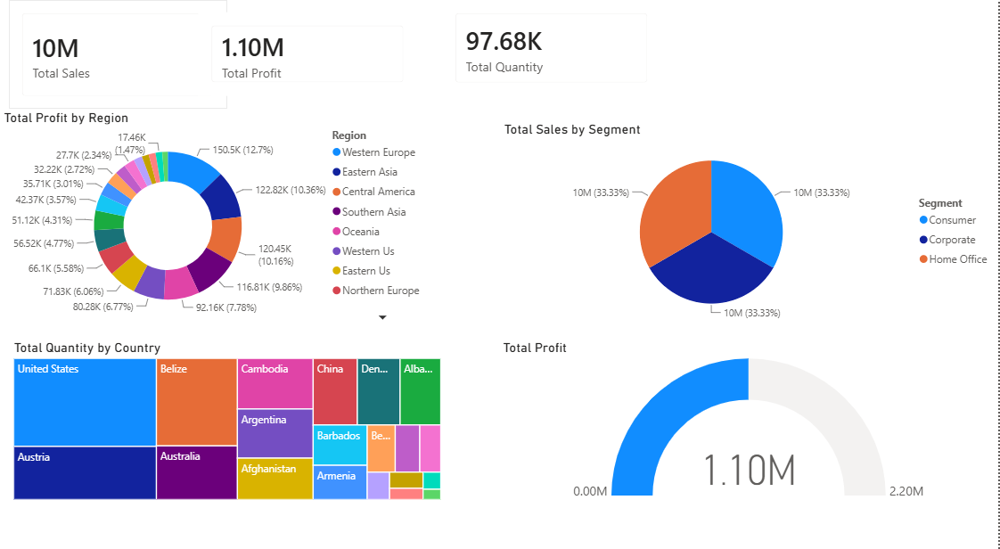 10M
Total Sales
1.10M
Total Profit
97.68K
Total Quantity
Total Profit by Region
17.46K
(1.47%)
27.7K (2.34%)
32.22K (2.72%)
35.71K (3.01%)
42.37K (3.57%)
51.12K (4.31%)
56.52K (4.77%)
66.1K (5.58%)
71.83K (6.06%)
80.28K (6.77%)
92.16K (7.78%)
116.81K (9.86%)
120.45K
(10.16%)
122.82K (10.36%)
150.5K (12.7%)
Region
Western Europe
Eastern Asia
Central America
Southern Asia
Oceania
Western Us
Eastern Us
Northern Europe
Total Sales by Segment
10M (33.33%)
10M (33.33%)
10M (33.33%)
Segment
Consumer
Corporate
Home Office
Total Quantity by Country
United States
Austria
Belize
Australia
Cambodia
Argentina
Afghanistan
China
Den...
Alba...
Barbados
Be...
Armenia
Total Profit
1.10M
0.00M
2.20M